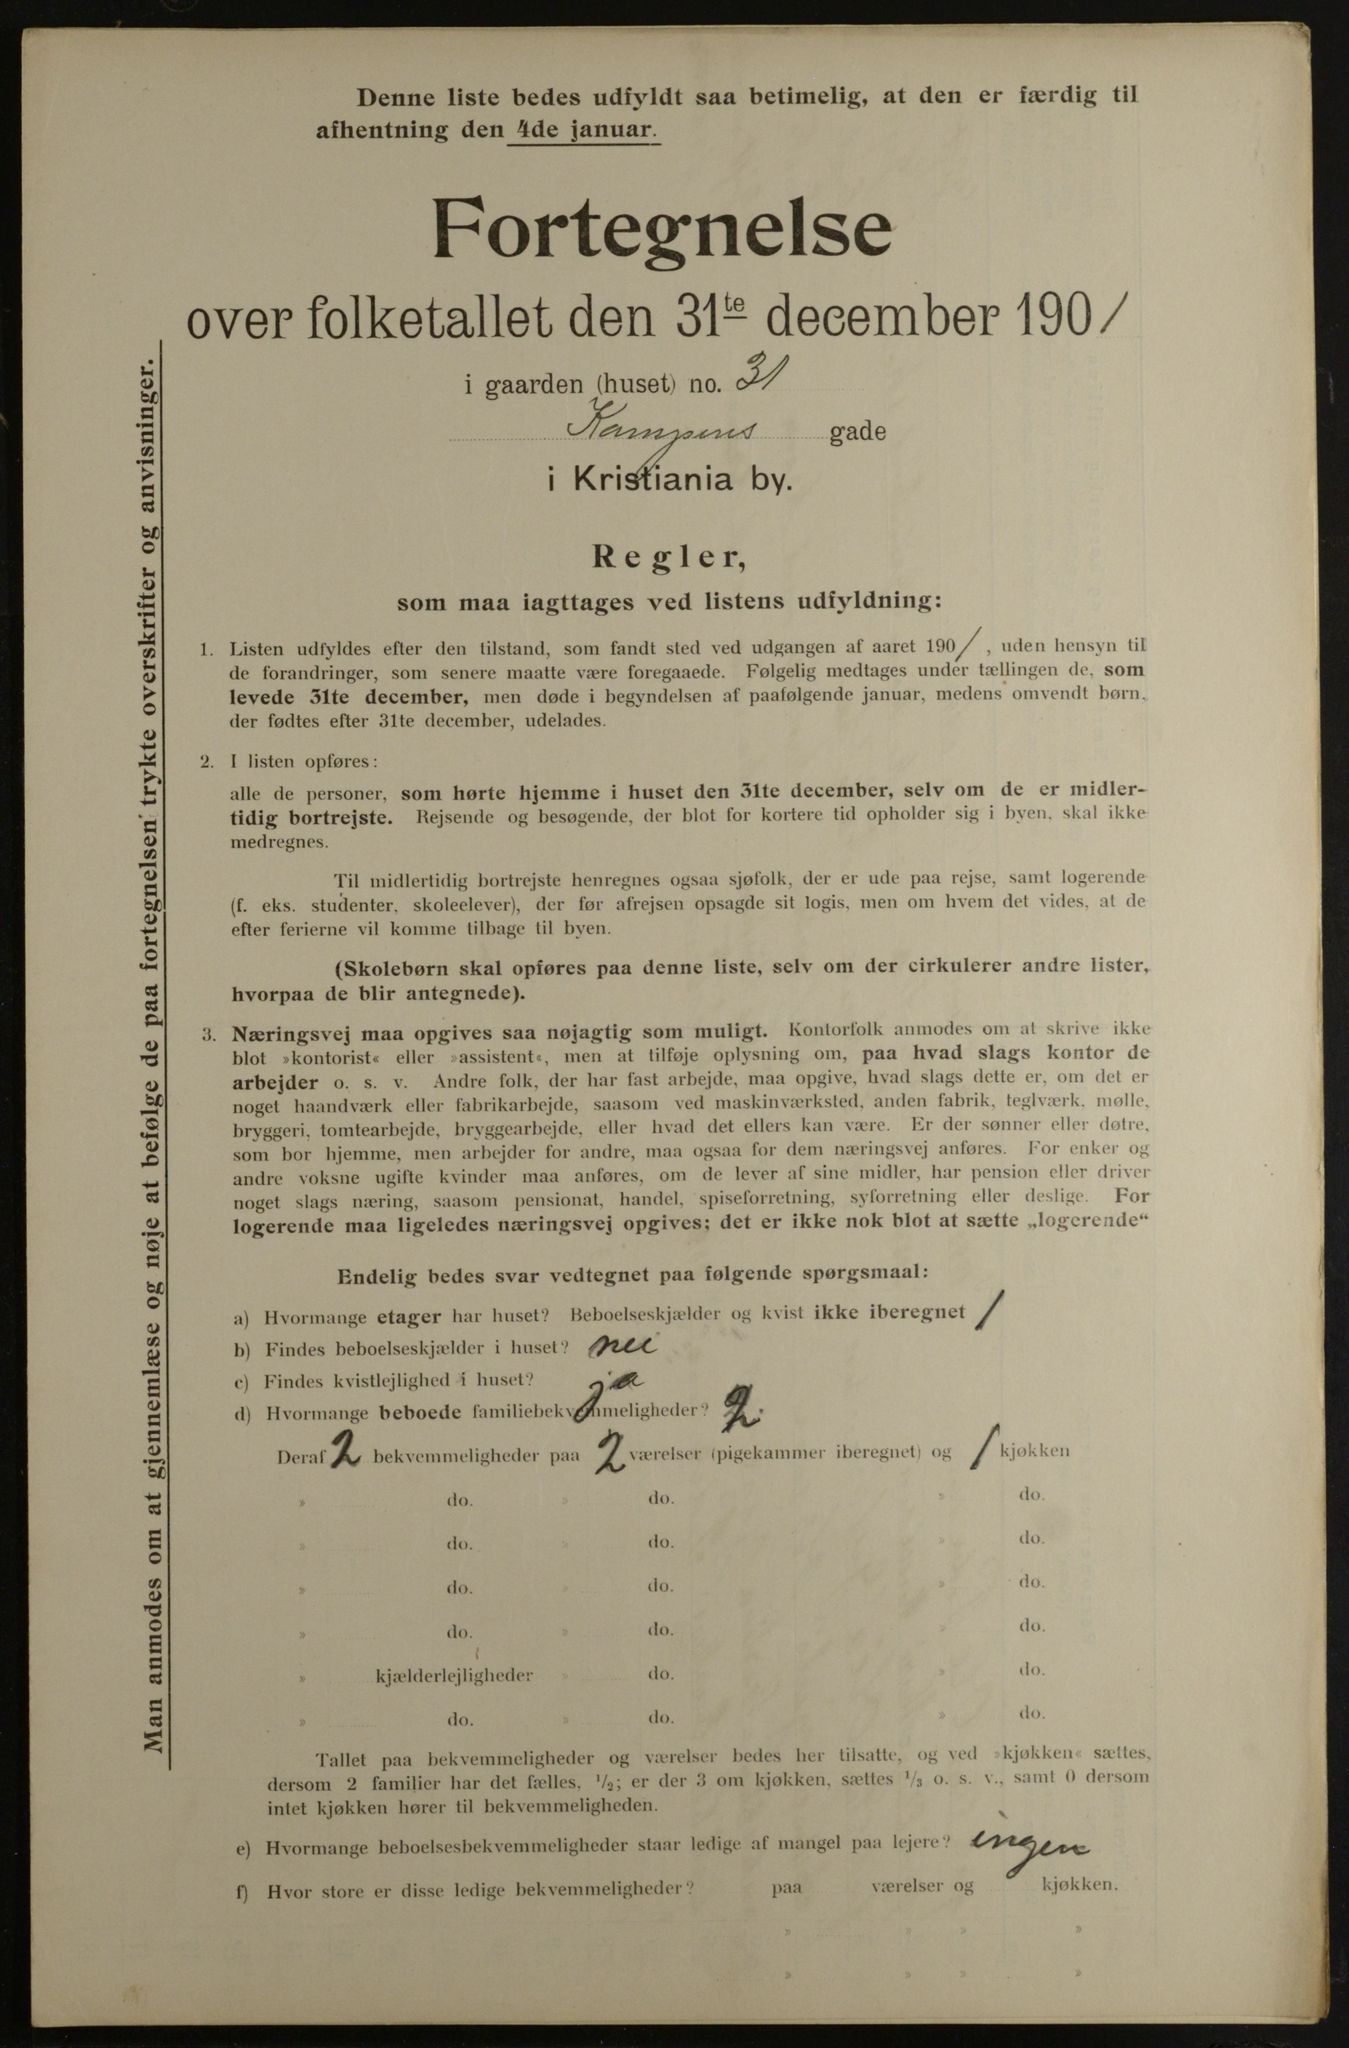 Denne liste bedes udfyldt saa betimelig, at den er færdig til
afhentning den 4de januar.
Fortegnelse
over folketallet den 31te december 1901
i gaarden (huset) no. 31
Kampens gade
i Kristiania by.
Regler,
som maa iagttages ved listens udfyldning:
1. Listen udfyldes efter den tilstand, som fandt sted ved udgangen af aaret 1901, uden hensyn til
de forandringer, som senere maatte være foregaaede. Følgelig medtages under tællingen de, som
levede 31te december, men døde i begyndelsen af paafølgende januar, medens omvendt børn,
der fødtes efter 31te december, udelades.
2. I listen opføres:
alle de personer, som hørte hjemme i huset den 31te december, selv om de er midler-
tidig bortrejste. Rejsende og besøgende, der blot for kortere tid opholder sig i byen, skal ikke
medregnes.
Til midlertidig bortrejste henregnes ogsaa sjøfolk, der er ude paa rejse, samt logerende
(f. eks. studenter, skoleelever), der før afrejsen opsagde sit logis, men om hvem det vides, at de
efter ferierne vil komme tilbage til byen.
(Skolebørn skal opføres paa denne liste, selv om der cirkulerer andre lister,
hvorpaa de blir antegnede).
3. Næringsvej maa opgives saa nøjagtig som muligt. Kontorfolk anmodes om at skrive ikke
blot »kontorist« eller »assistent«, men at tilføje oplysning om, paa hvad slags kontor de
arbejder o. s. v. Andre folk, der har fast arbejde, maa opgive, hvad slags dette er, om det er
noget haandværk eller fabrikarbejde, saasom ved maskinværksted, anden fabrik, teglværk, mølle,
bryggeri, tomtearbejde, bryggearbejde, eller hvad det ellers kan være. Er der sønner eller døtre,
som bor hjemme, men arbejder for andre, maa ogsaa for dem næringsvej anføres. For enker og
andre voksne ugifte kvinder maa anføres, om de lever af sine midler, har pension eller driver
noget slags næring, saasom pensionat, handel, spiseforretning, syforretning eller deslige. For
logerende maa ligeledes næringsvej opgives; det er ikke nok blot at sætte „logerende“
Endelig bedes svar vedtegnet paa følgende spørgsmaal:
a) Hvormange etager har huset? Beboelseskjælder og kvist ikke iberegnet 1
b) Findes beboelseskjælder i huset? nei
c) Findes kvistlejlighed i huset? ja
d) Hvormange beboede familiebekvemmeligheder? 2
Deraf 2 bekvemmeligheder paa 2 værelser (pigekammer iberegnet) og 1 kjøkken
» do. » do. » do.
» do. » do. » do.
» do. » do. » do.
» do. » do. » do.
» kjælderlejligheder » do. » do.
» do. » do. » do.
Tallet paa bekvemmeligheder og værelser bedes her tilsatte, og ved »kjøkken« sættes,
dersom 2 familier har det fælles, 1/2; er der 3 om kjøkken, sættes 1/3 o. s. v., samt 0 dersom
intet kjøkken hører til bekvemmeligheden.
e) Hvormange beboelsesbekvemmeligheder staar ledige af mangel paa lejere? ingen
f) Hvor store er disse ledige bekvemmeligheder? paa værelser og kjøkken.
» » » »
» » » »
Man anmodes om at gjennemlæse og nøje at befølge de paa fortegnelsen trykte overskrifter og anvisninger.